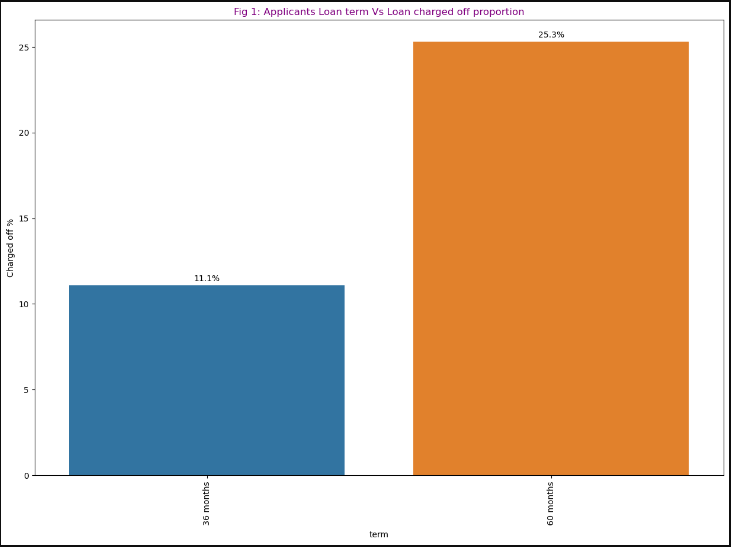 Fig 1: Applicants Loan term Vs Loan charged off proportion
25.3%
25
20
15
11.1%
10
5
0
Charged off %
36 months
60 months
term